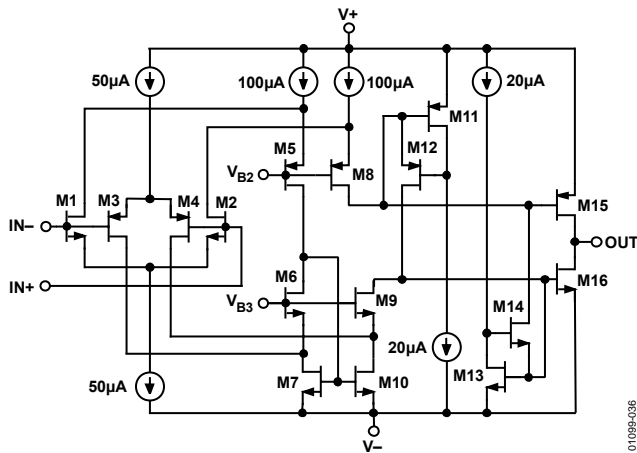 V+
50µA
100µA
100µA
20µA
M11
M5
M12
VB2
M8
M1
M3
M4
M2
M15
IN–
OUT
M6
M16
IN+
VB3
M9
M14
20µA
50µA
M7
M10
M13
V–
01099-036